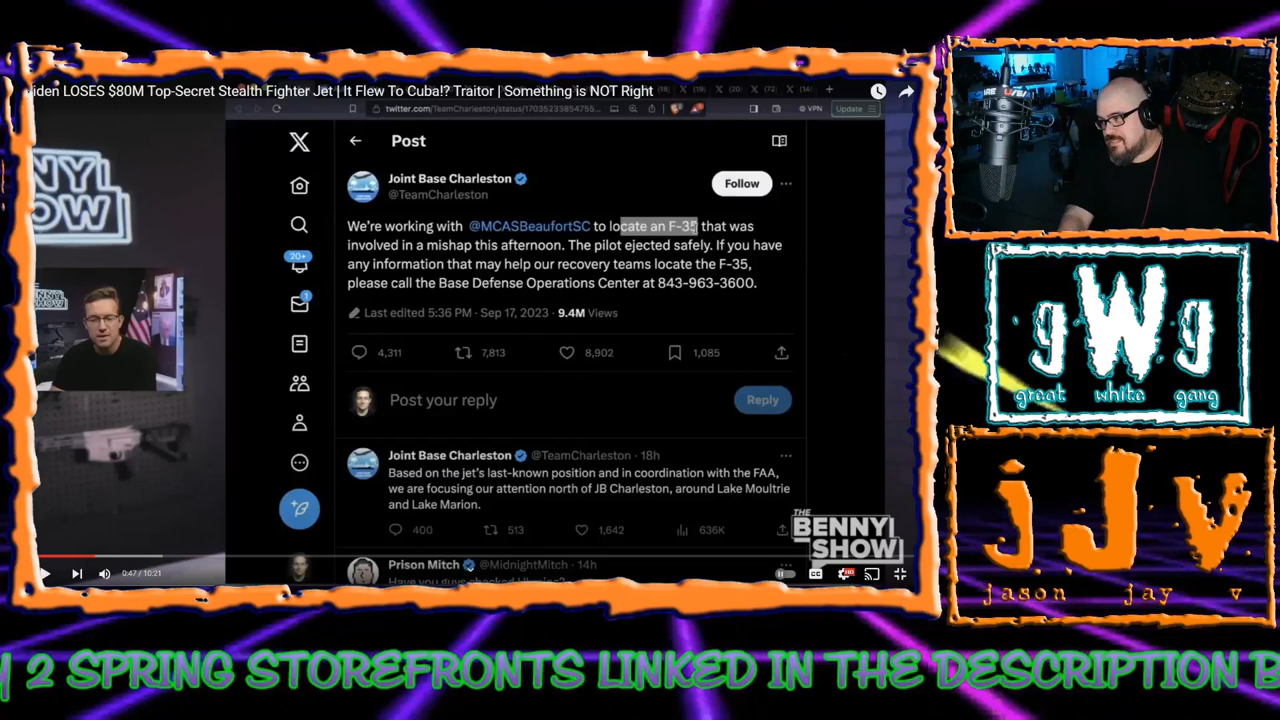 iden LOSES $80M Top-Secret Stealth Fighter Jet | It Flew To Cuba!? Traitor | Something is NOT Right
twitter.com/TeamCharleston/status/17035233854755...
VPN
Update
Post
Joint Base Charleston
@TeamCharleston
Follow
We're working with @MCASBeaufortSC to locate an F-35 that was
involved in a mishap this afternoon. The pilot ejected safely. If you have
any information that may help our recovery teams locate the F-35,
please call the Base Defense Operations Center at 843-963-3600.
Last edited 5:36 PM · Sep 17, 2023 · 9.4M Views
4,311 7,813 8,902 1,085
20+
1
Post your reply
Reply
Joint Base Charleston @TeamCharleston · 18h
Based on the jet's last-known position and in coordination with the FAA,
we are focusing our attention north of JB Charleston, around Lake Moultrie
and Lake Marion.
400 513 1,642 636K
Prison Mitch @MidnightMitch · 14h
THE
BENNY
SHOW
0:47 / 10:21
CC
HD
gWg
great white gang
iJv
jason jay v
Y 2 SPRING STOREFRONTS LINKED IN THE DESCRIPTION B